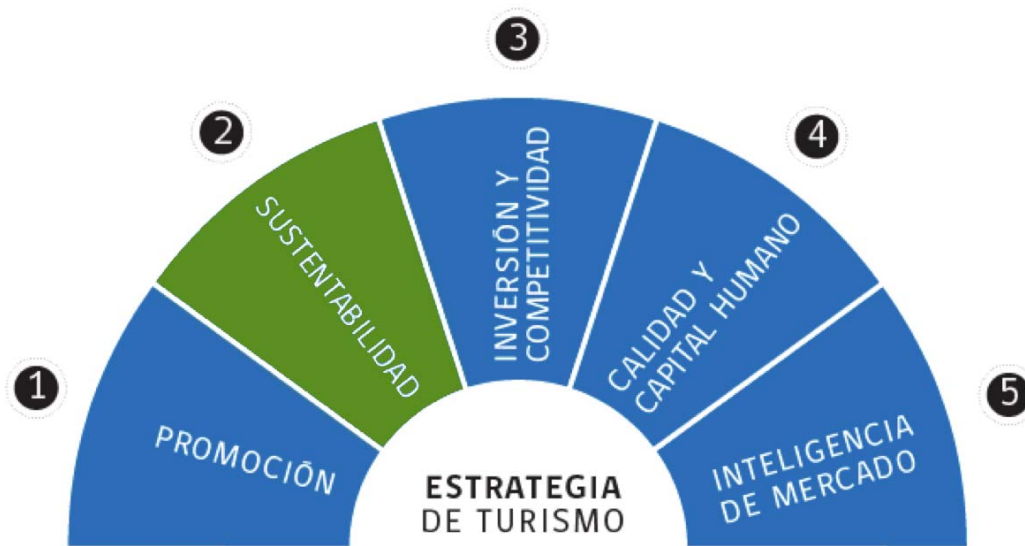 1
PROMOCIÓN
2
SUSTENTABILIDAD
3
INVERSIÓN Y
COMPETITIVIDAD
4
CALIDAD Y
CAPITAL HUMANO
5
INTELIGENCIA
DE MERCADO
ESTRATEGIA
DE TURISMO